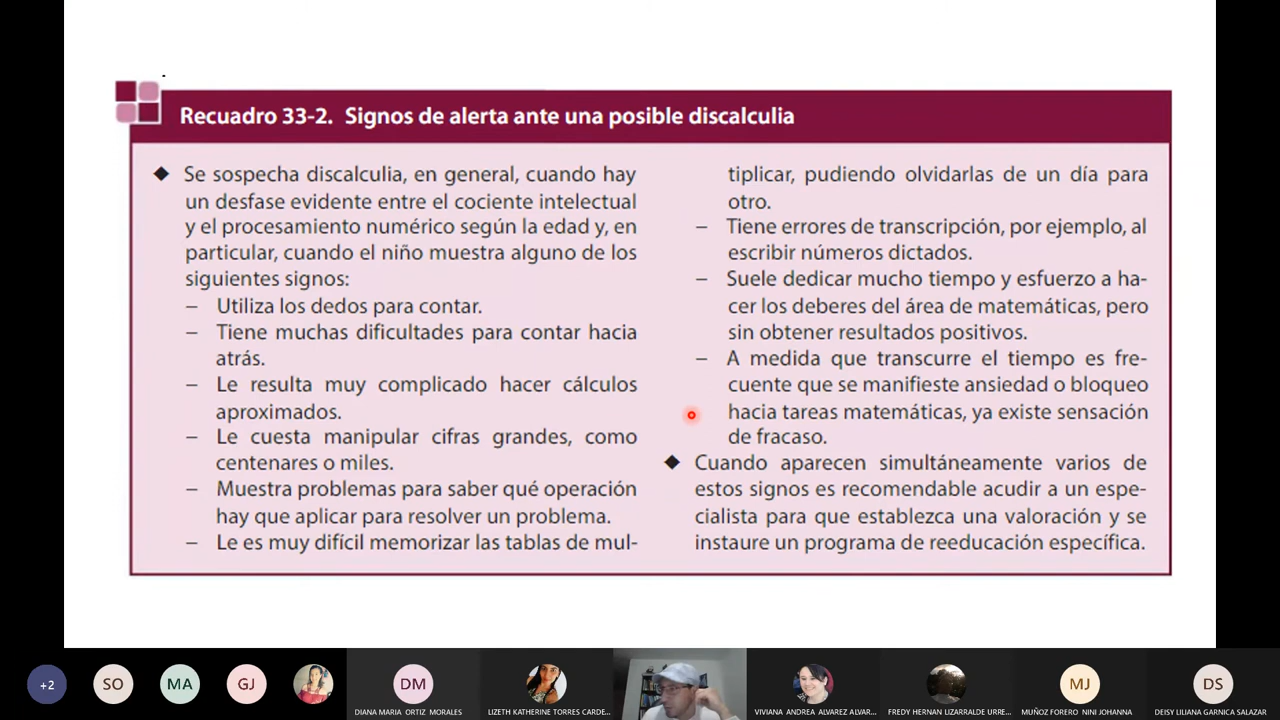 Recuadro 33-2. Signos de alerta ante una posible discalculia
◆ Se sospecha discalculia, en general, cuando hay
un desfase evidente entre el cociente intelectual
y el procesamiento numérico según la edad y, en
particular, cuando el niño muestra alguno de los
siguientes signos:
– Utiliza los dedos para contar.
– Tiene muchas dificultades para contar hacia
atrás.
– Le resulta muy complicado hacer cálculos
aproximados.
– Le cuesta manipular cifras grandes, como
centenares o miles.
– Muestra problemas para saber qué operación
hay que aplicar para resolver un problema.
– Le es muy difícil memorizar las tablas de mul-
tiplicar, pudiendo olvidarlas de un día para
otro.
– Tiene errores de transcripción, por ejemplo, al
escribir números dictados.
– Suele dedicar mucho tiempo y esfuerzo a ha-
cer los deberes del área de matemáticas, pero
sin obtener resultados positivos.
– A medida que transcurre el tiempo es fre-
cuente que se manifieste ansiedad o bloqueo
hacia tareas matemáticas, ya existe sensación
de fracaso.
◆ Cuando aparecen simultáneamente varios de
estos signos es recomendable acudir a un espe-
cialista para que establezca una valoración y se
instaure un programa de reeducación específica.
+2
SO
MA
GJ
DM
DIANA MARIA ORTIZ MORALES
LIZETH KATHERINE TORRES CARDE...
VIVIANA ANDREA ALVAREZ ALVAR...
FREDY HERNAN LIZARRALDE URRE...
MJ
MUÑOZ FORERO NINI JOHANNA
DS
DEISY LILIANA GARNICA SALAZAR